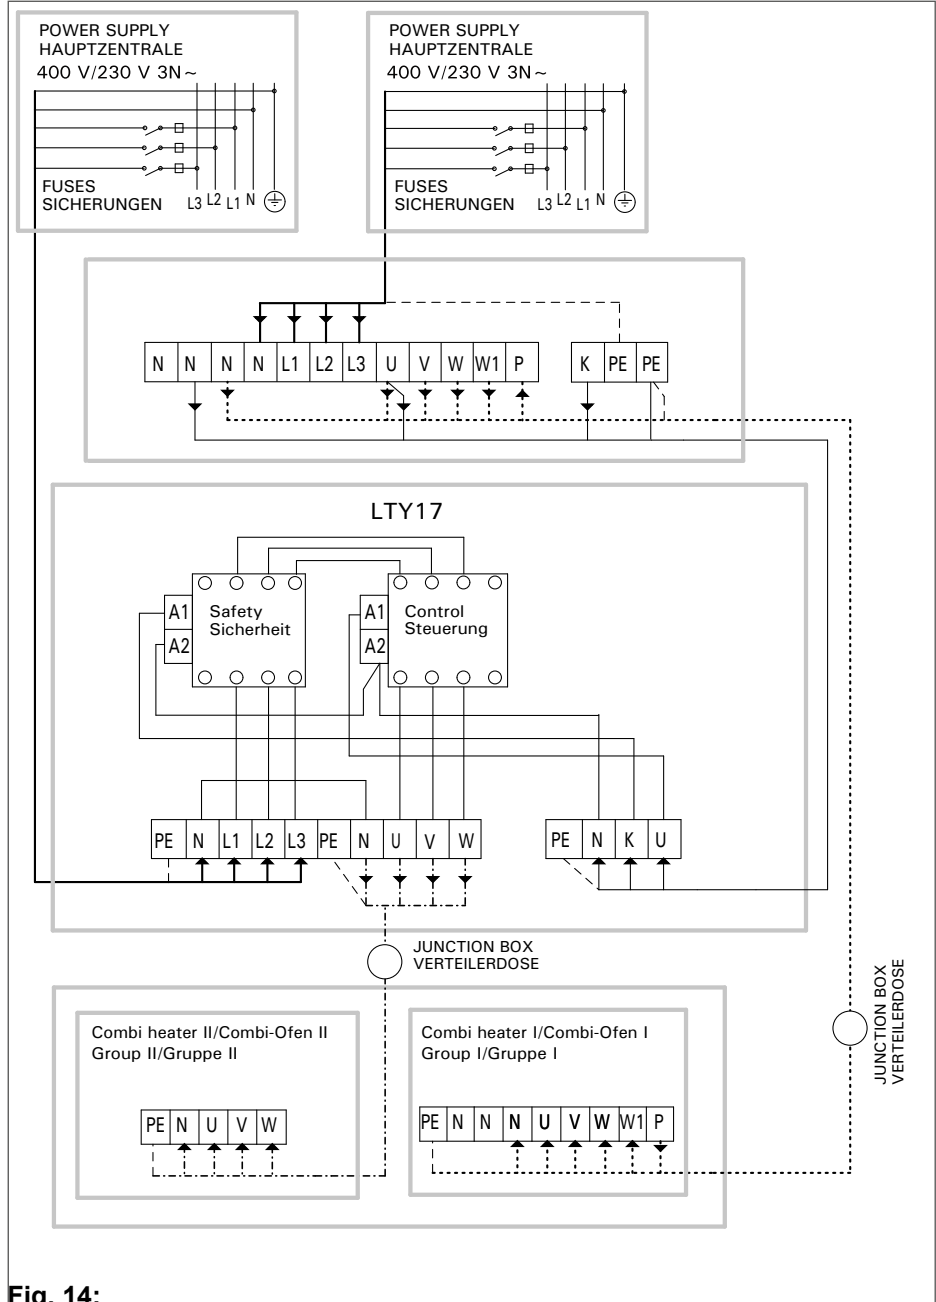 POWER SUPPLY
HAUPTZENTRALE
400 V/230 V 3N~
FUSES
SICHERUNGEN
L3 L2 L1 N
POWER SUPPLY
HAUPTZENTRALE
400 V/230 V 3N~
FUSES
SICHERUNGEN
L3 L2 L1 N
N N N N L1 L2 L3 U V W W1 P
K PE PE
LTY17
A1
A2
Safety
Sicherheit
A1
A2
Control
Steuerung
PE N L1 L2 L3 PE N U V W
PE N K U
JUNCTION BOX
VERTEILERDOSE
JUNCTION BOX
VERTEILERDOSE
Combi heater II/Combi-Ofen II
Group II/Gruppe II
PE N U V W
Combi heater I/Combi-Ofen I
Group I/Gruppe I
PE N N N U V W W1 P
Fig. 14: